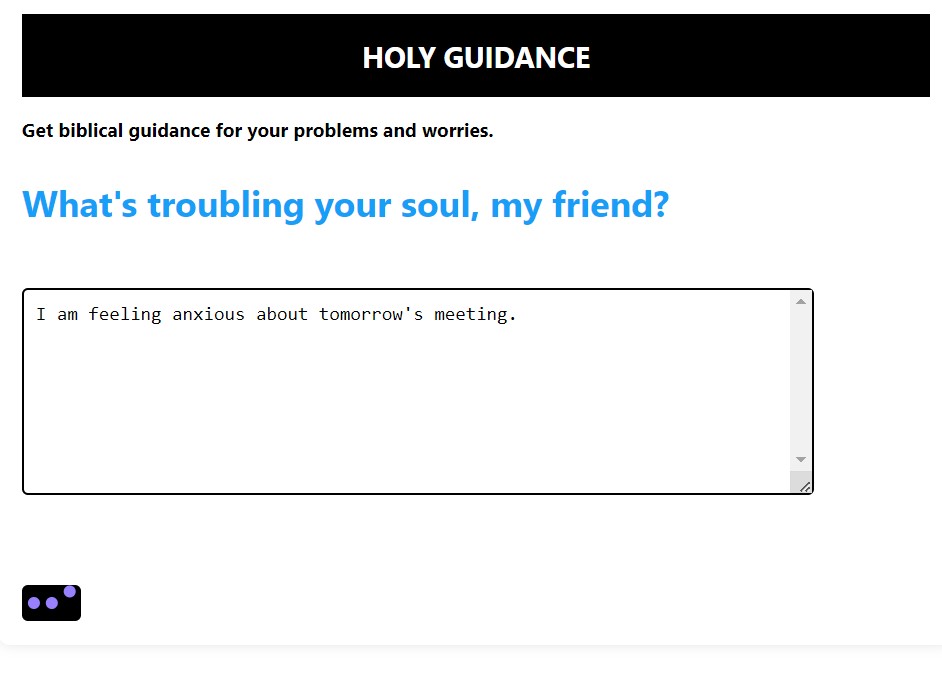 HOLY GUIDANCE
Get biblical guidance for your problems and worries.
What's troubling your soul, my friend?
I am feeling anxious about tomorrow's meeting.